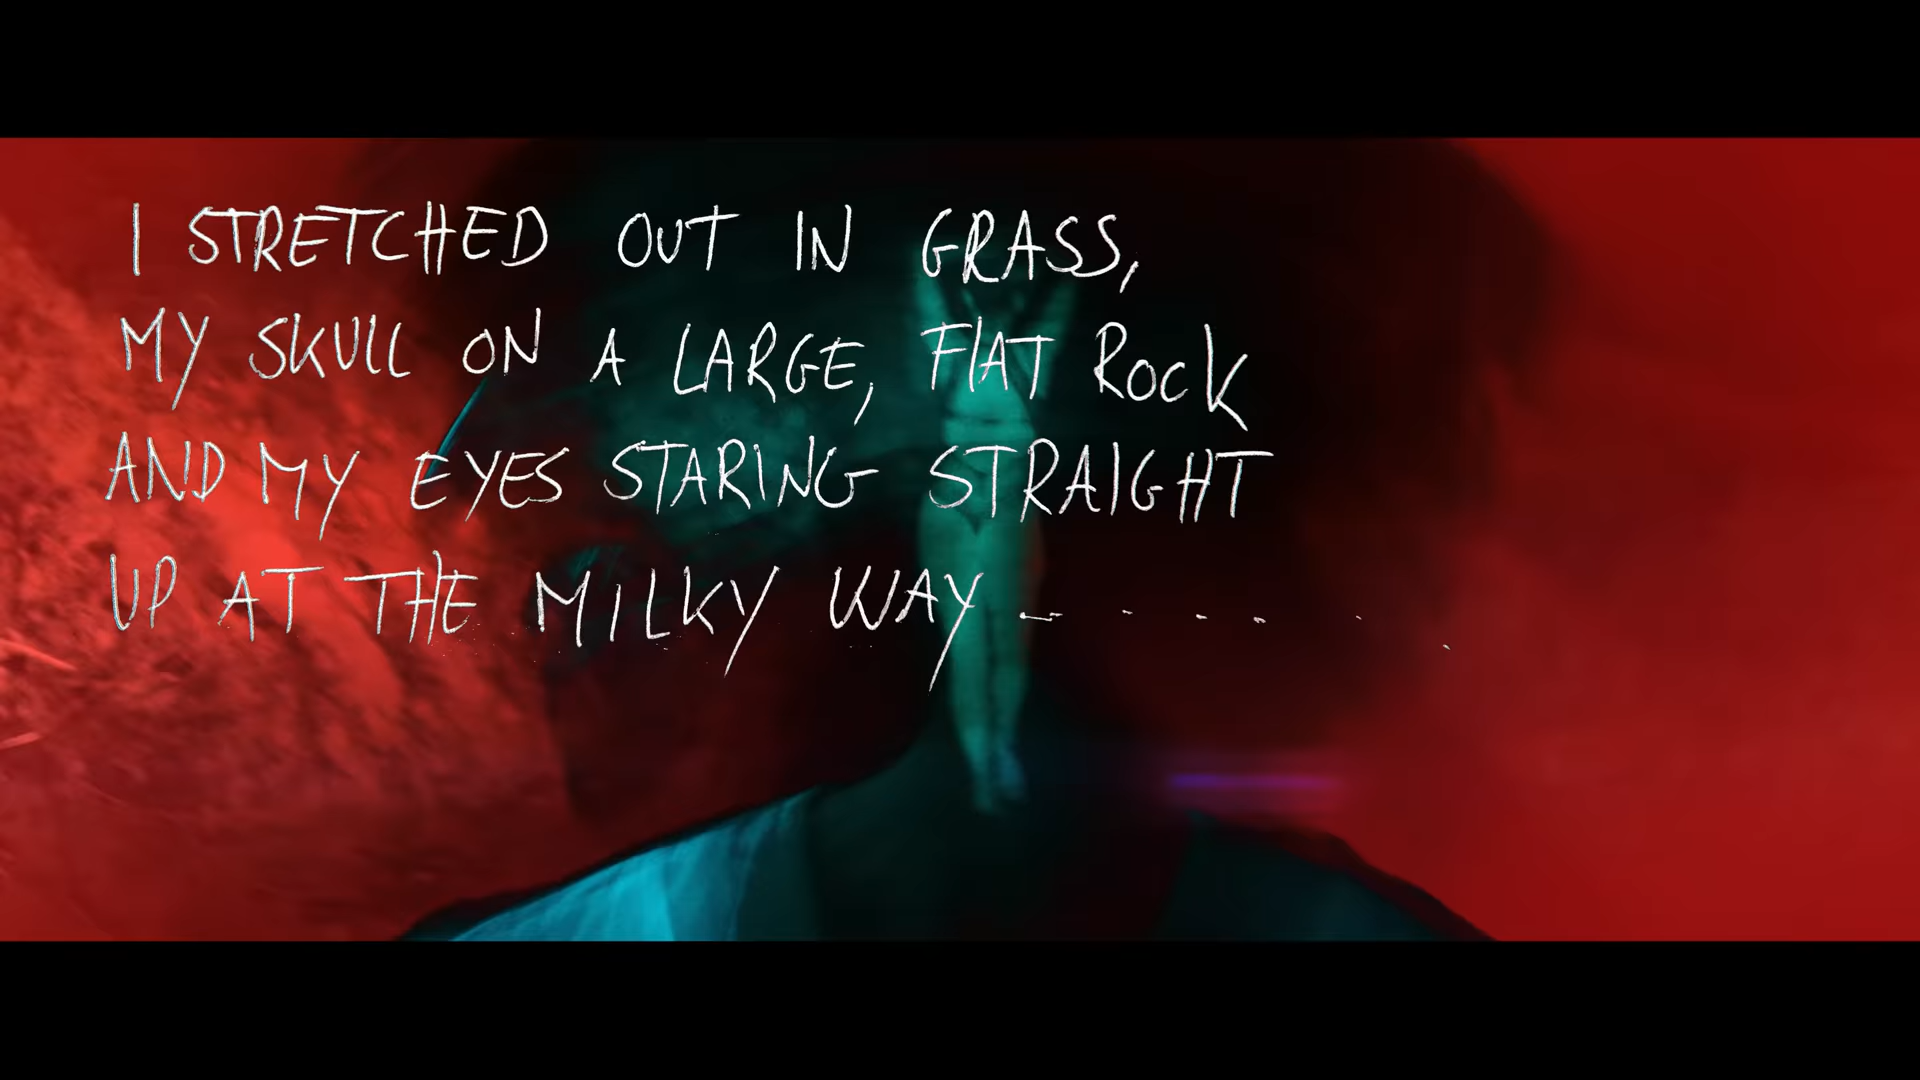 I STRETCHED OUT IN GRASS,
MY SKULL ON A LARGE, FLAT ROCK
AND MY EYES STARING STRAIGHT
UP AT THE MILKY WAY - . . . . . .